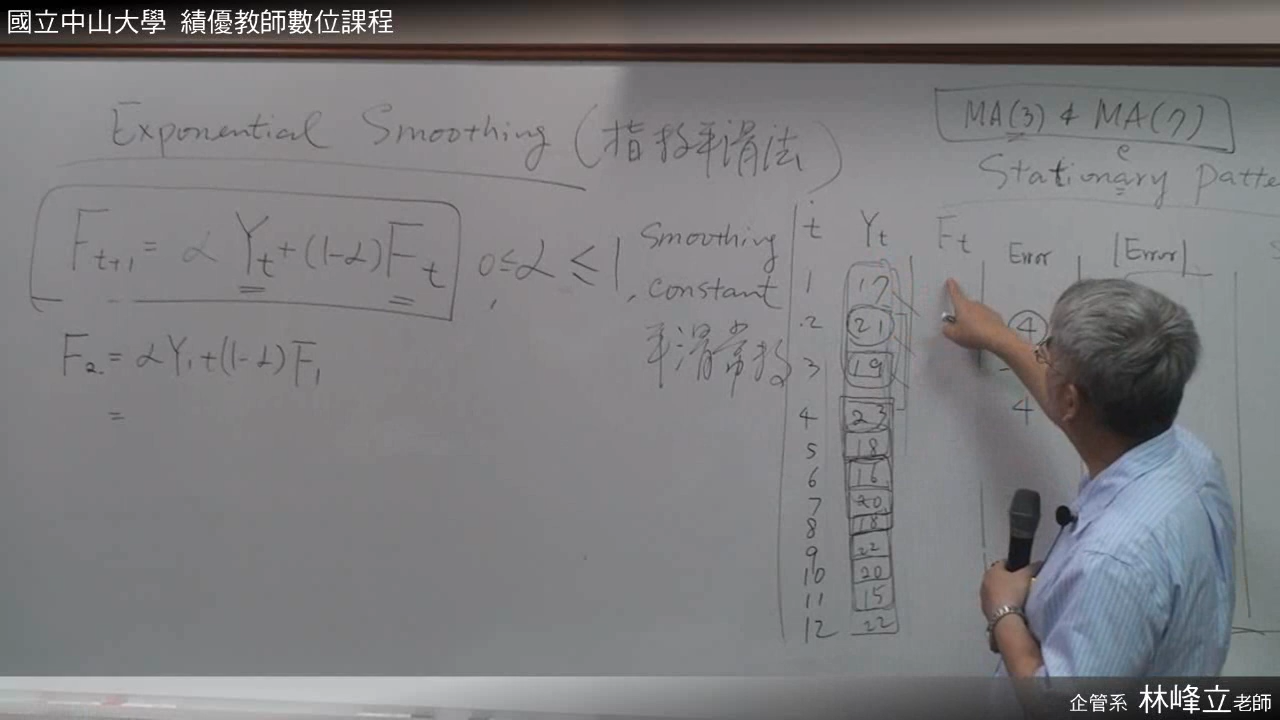 國立中山大學 績優教師數位課程
Exponential Smoothing (指数平滑法)
F_{t+1} = α Y_t + (1-α) F_t , 0 ≤ α ≤ 1, smoothing constant
平滑常数
F_2 = αY_1 + (1-α) F_1
=
MA(3) & MA(7)
Stationary patte
e
t Y_t F_t Error |Error|
1 17
2 21 4
3 19
4 23 4
5 18
6 16
7 20
8 18
9 22
10 20
11 15
12 22
企管系 林峰立老師